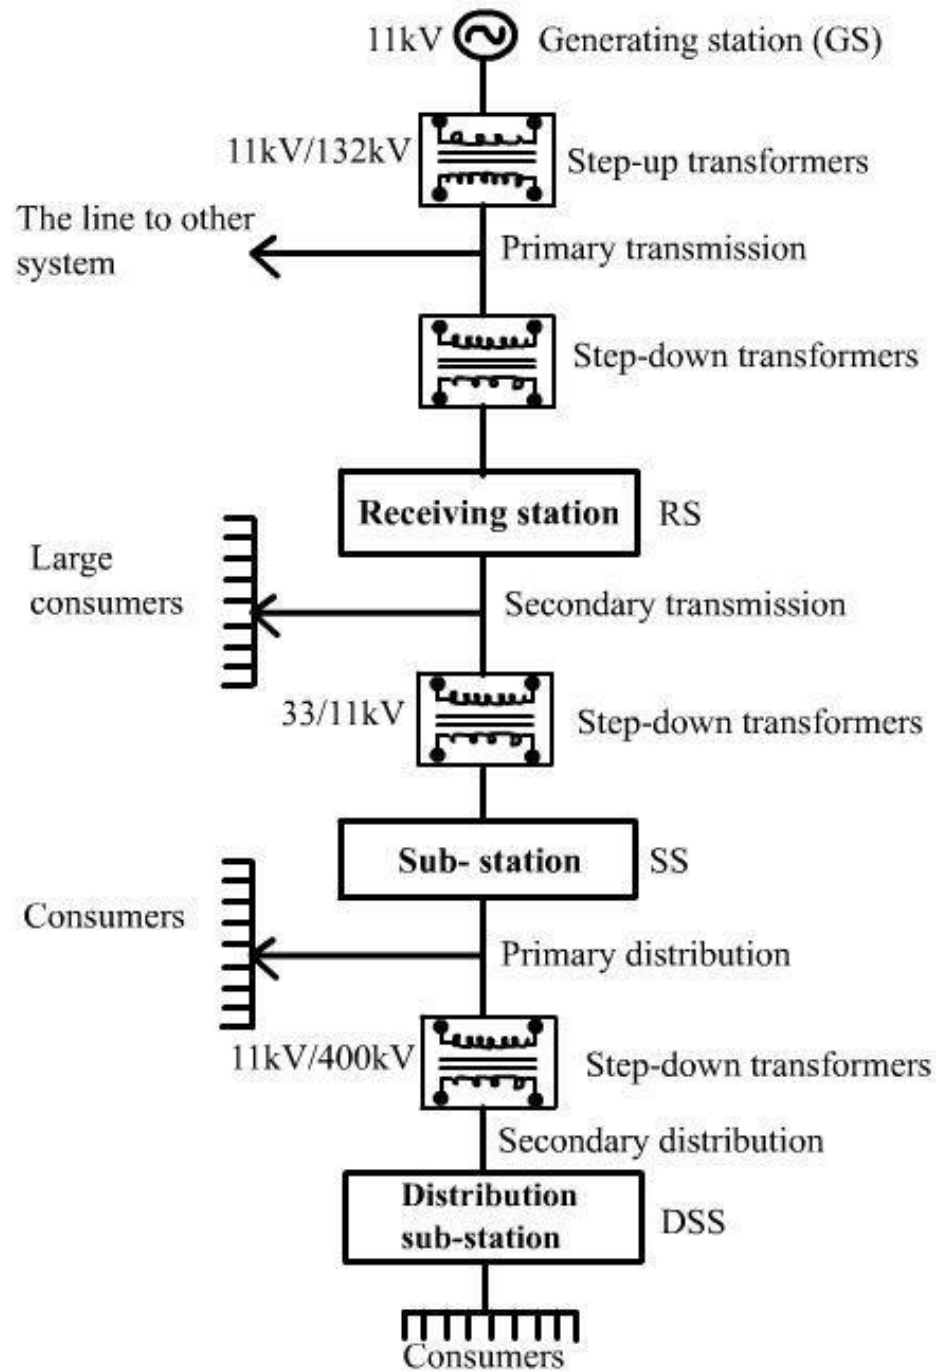 11kV
Generating station (GS)
11kV/132kV
Step-up transformers
The line to other
system
Primary transmission
Step-down transformers
Receiving station
RS
Large
consumers
Secondary transmission
33/11kV
Step-down transformers
Sub- station
SS
Consumers
Primary distribution
11kV/400kV
Step-down transformers
Secondary distribution
Distribution
sub-station
DSS
Consumers